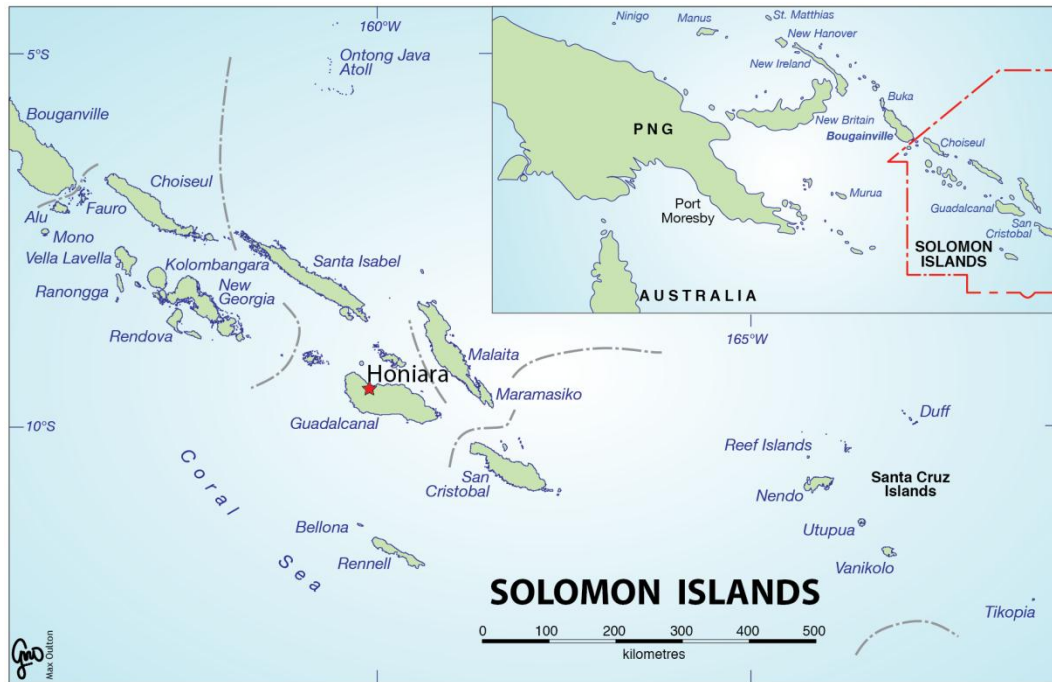 160°W
5°S
Ontong Java
Atoll
Bouganville
Choiseul
Alu
Fauro
Mono
Vella Lavella
Kolombangara
Santa Isabel
Ranongga
New
Georgia
Rendova
Malaita
Honiara
Maramasiko
Guadalcanal
10°S
San
Cristobal
Coral
Sea
Bellona
Rennell
165°W
Duff
Reef Islands
Santa Cruz
Islands
Nendo
Utupua
Vanikolo
Tikopia
SOLOMON ISLANDS
0 100 200 300 400 500
kilometres
Max Oulton
Ninigo
Manus
St. Matthias
New Hanover
New Ireland
Buka
PNG
New Britain
Bougainville
Choiseul
Port
Moresby
Murua
Guadalcanal
San
Cristobal
SOLOMON
ISLANDS
AUSTRALIA